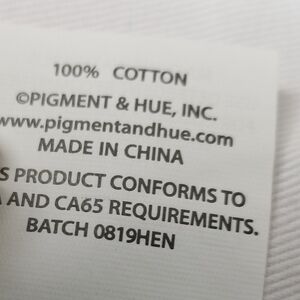 100% COTTON
©PIGMENT & HUE, INC.
www.pigmentandhue.com
MADE IN CHINA
S PRODUCT CONFORMS TO
AND CA65 REQUIREMENTS.
BATCH 0819HEN